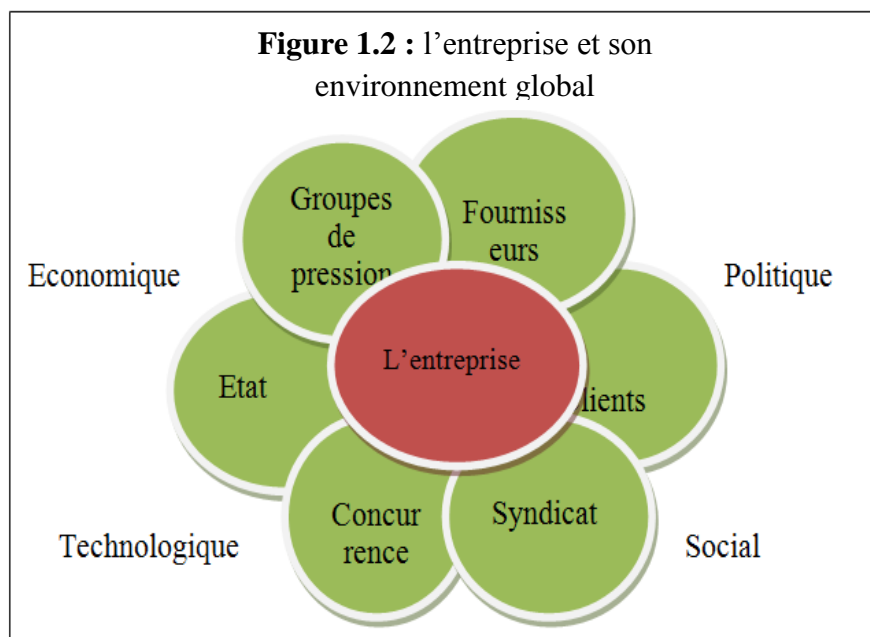 Figure 1.2 : l’entreprise et son
environnement global
Groupes
de
pression
Fourniss
eurs
Economique
Politique
L’entreprise
Etat
lients
Concur
rence
Syndicat
Technologique
Social